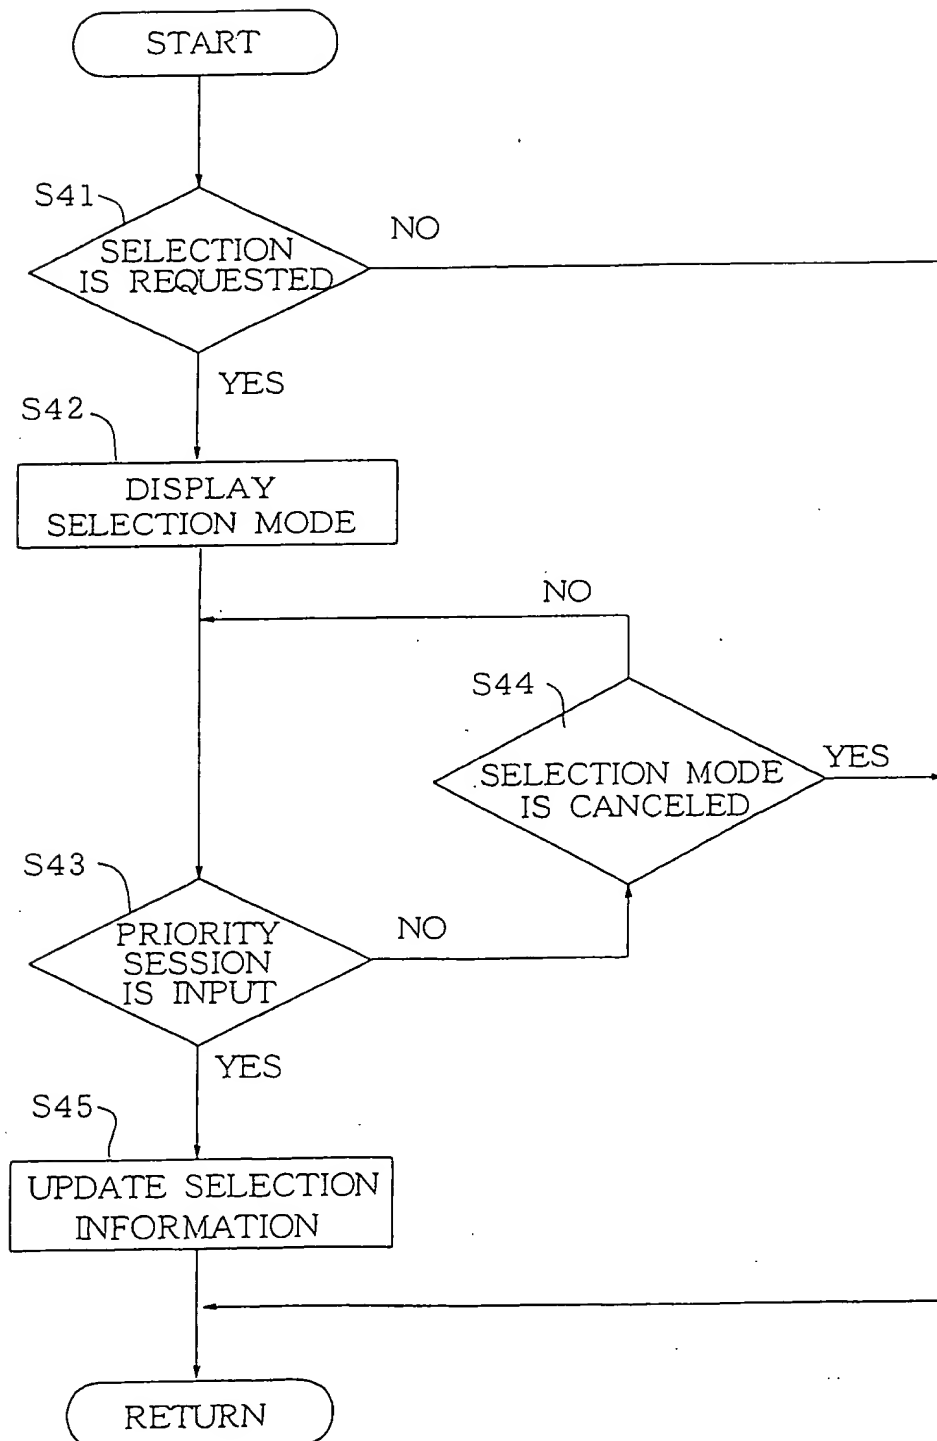 START
S41
NO
SELECTION
IS REQUESTED
YES
S42
DISPLAY
SELECTION MODE
NO
S44
SELECTION MODE
IS CANCELED
YES
S43
PRIORITY
SESSION
IS INPUT
NO
YES
S45
UPDATE SELECTION
INFORMATION
RETURN